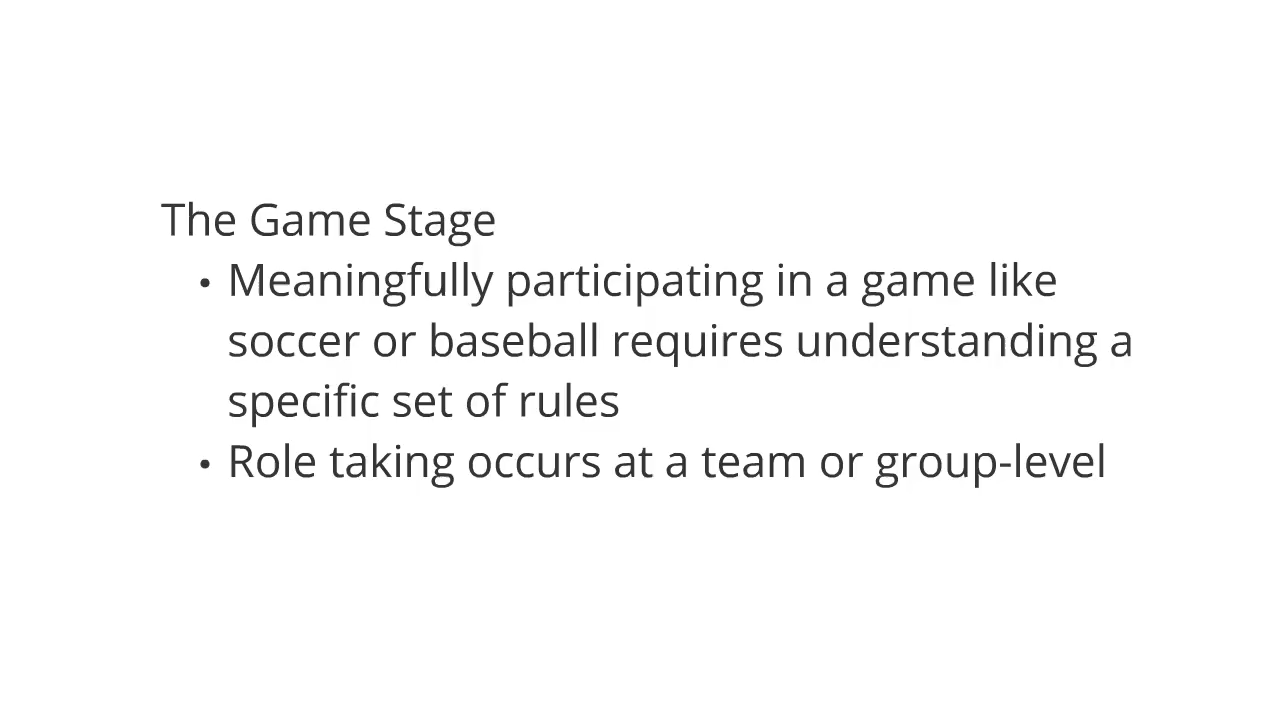 The Game Stage
• Meaningfully participating in a game like
soccer or baseball requires understanding a
specific set of rules
• Role taking occurs at a team or group-level